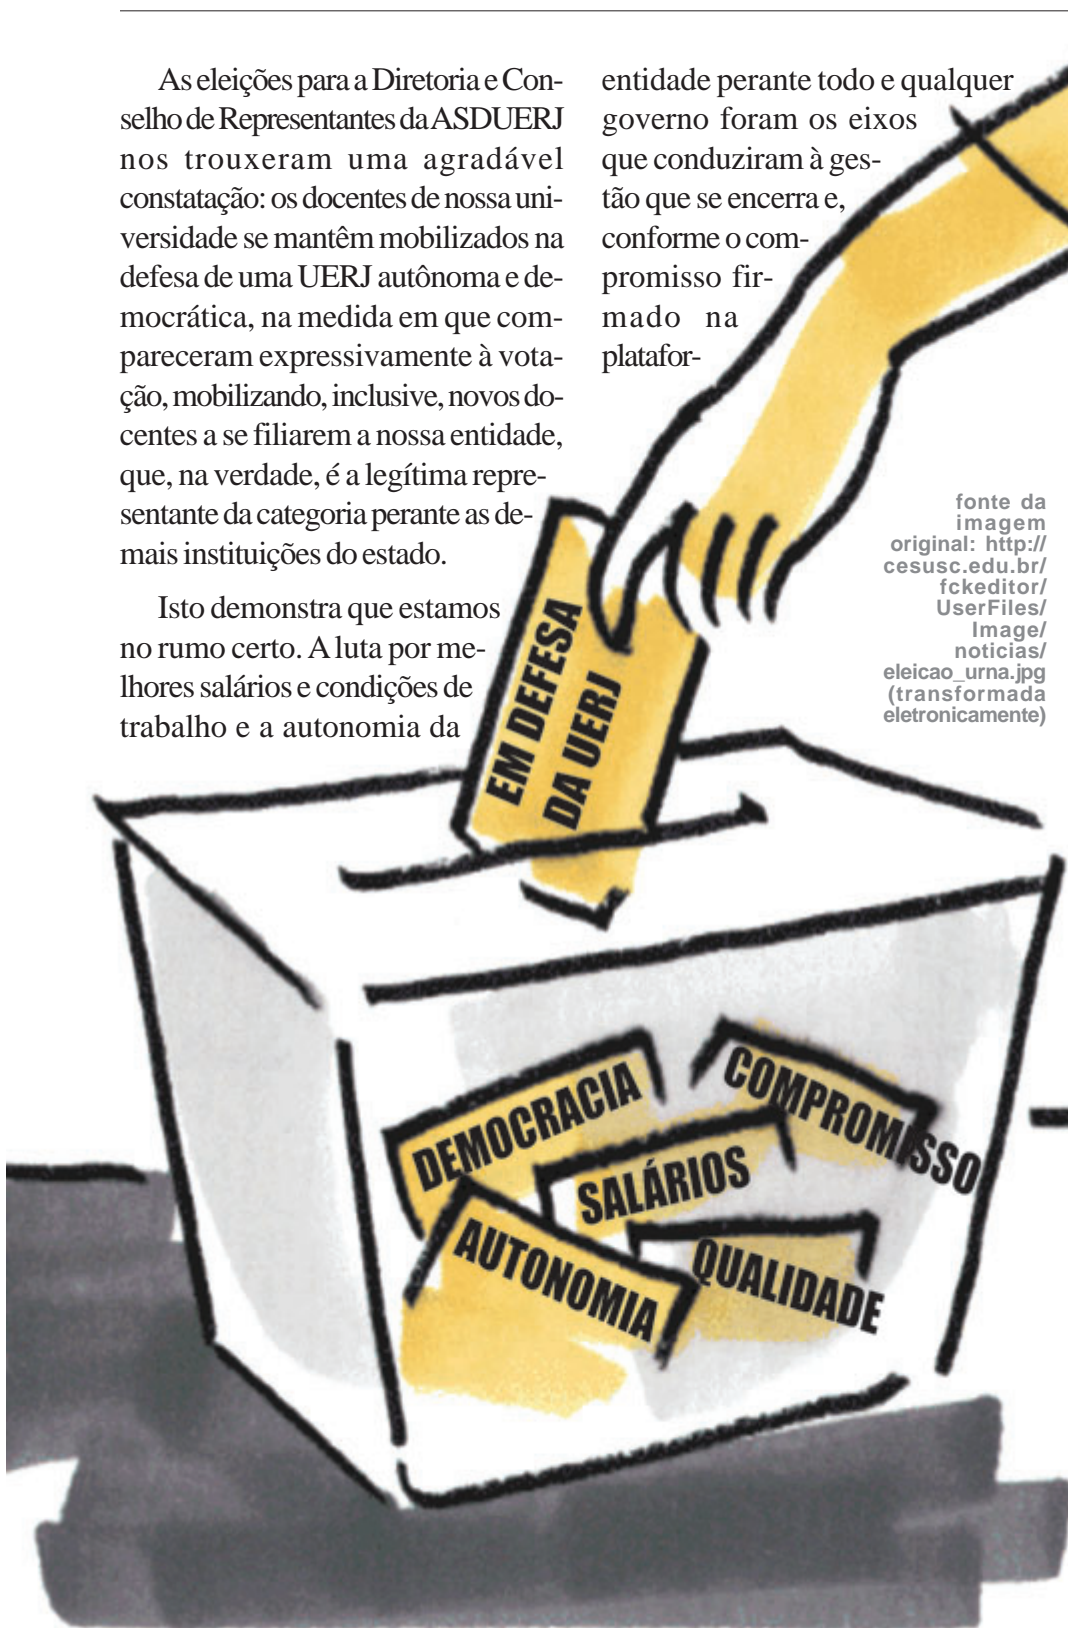 As eleições para a Diretoria e Con-
selho de Representantes da ASDUERJ
nos trouxeram uma agradável
constatação: os docentes de nossa uni-
versidade se mantêm mobilizados na
defesa de uma UERJ autônoma e de-
mocrática, na medida em que com-
pareceram expressivamente à vota-
ção, mobilizando, inclusive, novos do-
centes a se filiarem a nossa entidade,
que, na verdade, é a legítima repre-
sentante da categoria perante as de-
mais instituições do estado.
Isto demonstra que estamos
no rumo certo. A luta por me-
lhores salários e condições de
trabalho e a autonomia da
entidade perante todo e qualquer
governo foram os eixos
que conduziram à ges-
tão que se encerra e,
conforme o com-
promisso fir-
mado na
platafor-
fonte da
imagem
original: http://
cesusc.edu.br/
fckeditor/
UserFiles/
Image/
noticias/
eleicao_urna.jpg
(transformada
eletronicamente)
EM DEFESA
DA UERJ
DEMOCRACIA
COMPROMISSO
SALÁRIOS
AUTONOMIA
QUALIDADE